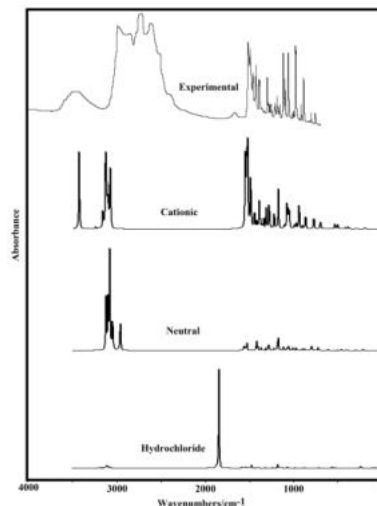 Experimental
Cationic
Absorbance
Neutral
Hydrochloride
4000 3000 2000 1000
Wavenumbers/cm-1